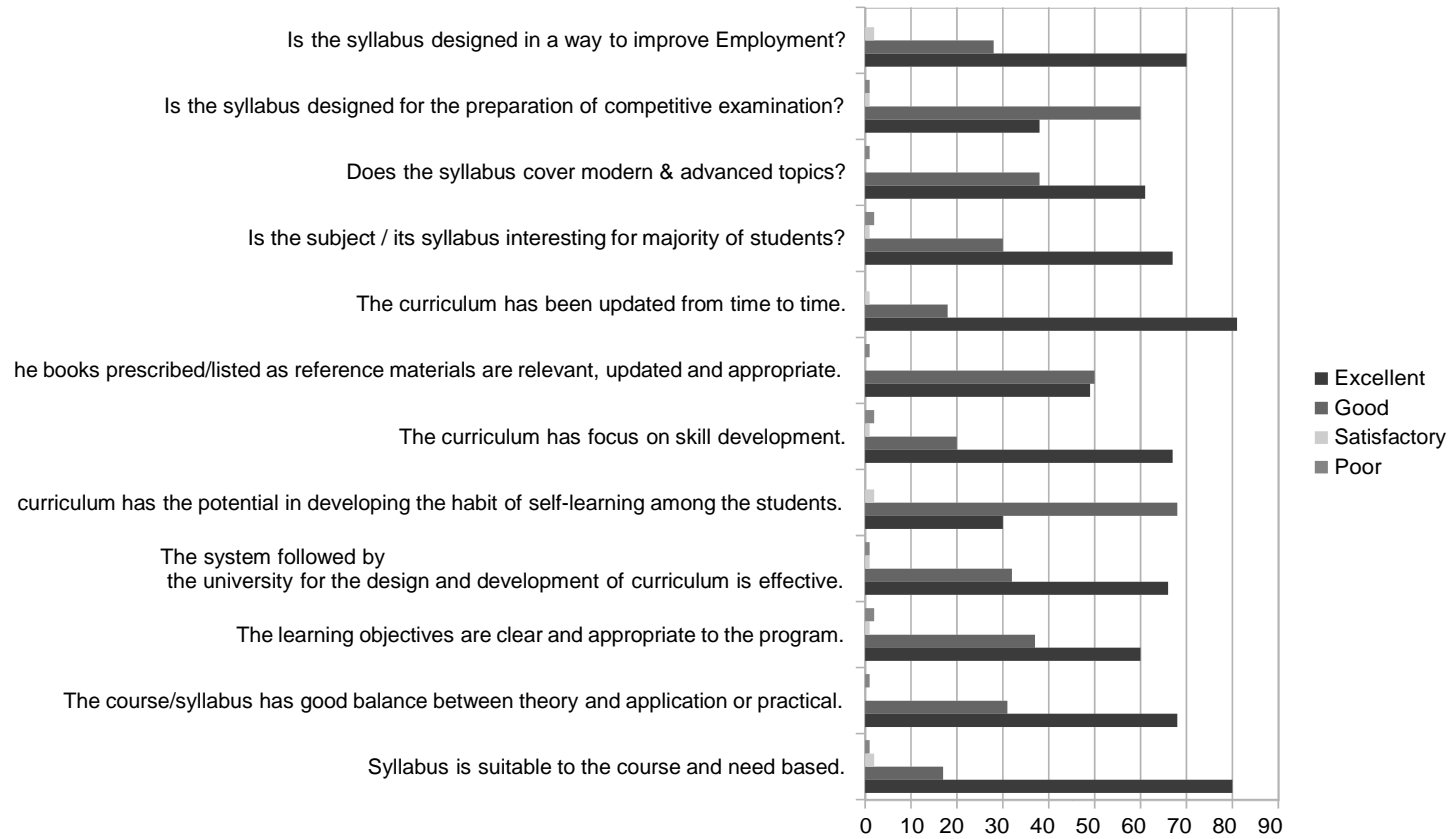 Is the syllabus designed in a way to improve Employment?
Is the syllabus designed for the preparation of competitive examination?
Does the syllabus cover modern & advanced topics?
Is the subject / its syllabus interesting for majority of students?
The curriculum has been updated from time to time.
he books prescribed/listed as reference materials are relevant, updated and appropriate.
The curriculum has focus on skill development.
curriculum has the potential in developing the habit of self-learning among the students.
The system followed by
the university for the design and development of curriculum is effective.
The learning objectives are clear and appropriate to the program.
The course/syllabus has good balance between theory and application or practical.
Syllabus is suitable to the course and need based.
0 10 20 30 40 50 60 70 80 90
Excellent
Good
Satisfactory
Poor